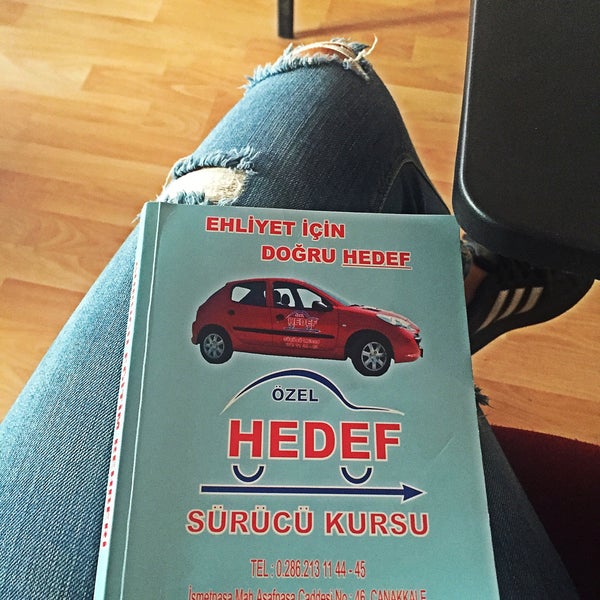 EHLİYET İÇİN
DOĞRU HEDEF
HEDEF
ÖZEL
HEDEF
SÜRÜCÜ KURSU
TEL : 0.286.213 11 44 - 45
İsmetpaşa Mah.Asafpaşa Caddesi No : 46 ÇANAKKALE